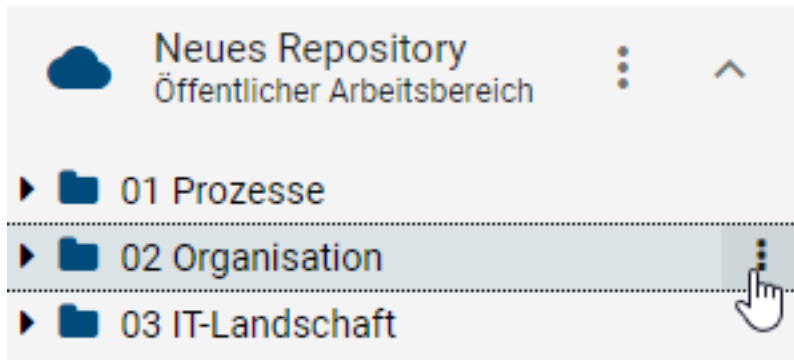 Neues Repository
Öffentlicher Arbeitsbereich
01 Prozesse
02 Organisation
03 IT-Landschaft